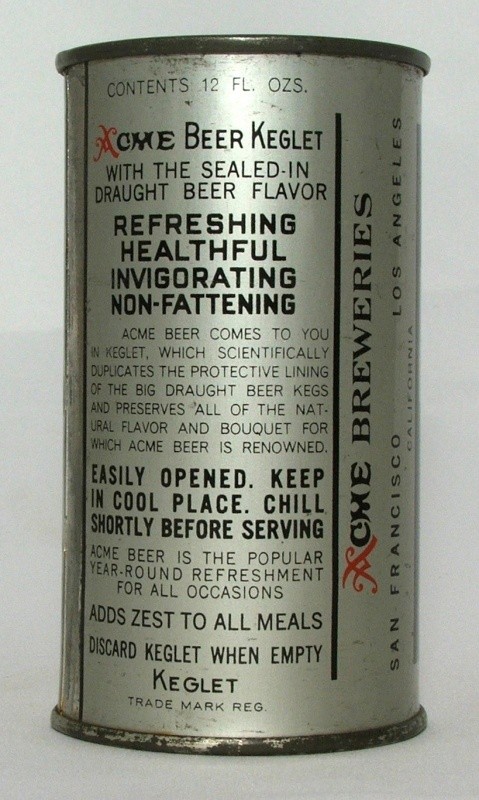 CONTENTS 12 FL. OZS.
ACME BEER KEGLET
WITH THE SEALED-IN
DRAUGHT BEER FLAVOR
REFRESHING
HEALTHFUL
INVIGORATING
NON-FATTENING
ACME BEER COMES TO YOU
IN KEGLET, WHICH SCIENTIFICALLY
DUPLICATES THE PROTECTIVE LINING
OF THE BIG DRAUGHT BEER KEGS
AND PRESERVES ALL OF THE NAT-
URAL FLAVOR AND BOUQUET FOR
WHICH ACME BEER IS RENOWNED.
EASILY OPENED. KEEP
IN COOL PLACE. CHILL
SHORTLY BEFORE SERVING
ACME BEER IS THE POPULAR
YEAR-ROUND REFRESHMENT
FOR ALL OCCASIONS
ADDS ZEST TO ALL MEALS
DISCARD KEGLET WHEN EMPTY
KEGLET
TRADE MARK REG.
ACME BREWERIES
SAN FRANCISCO LOS ANGELES
CALIFORNIA